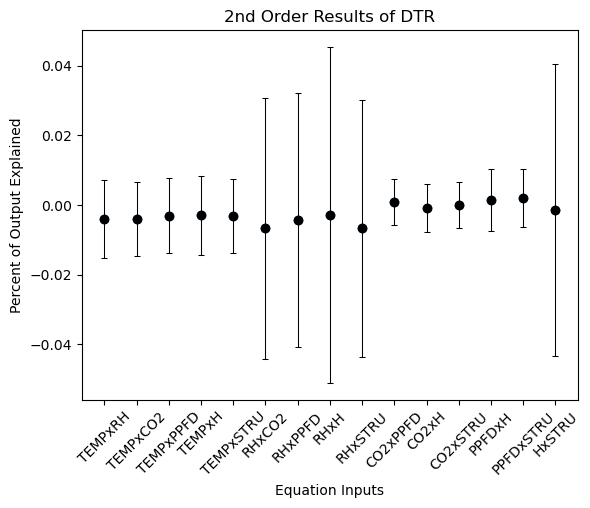 2nd Order Results of DTR
Percent of Output Explained
0.04
0.02
0.00
−0.02
−0.04
TEMPxRH
TEMPxCO2
TEMPxPPFD
TEMPxH
TEMPxSTRU
RHxCO2
RHxPPFD
RHxH
RHxSTRU
CO2xPPFD
CO2xH
CO2xSTRU
PPFDxH
PPFDxSTRU
HxSTRU
Equation Inputs